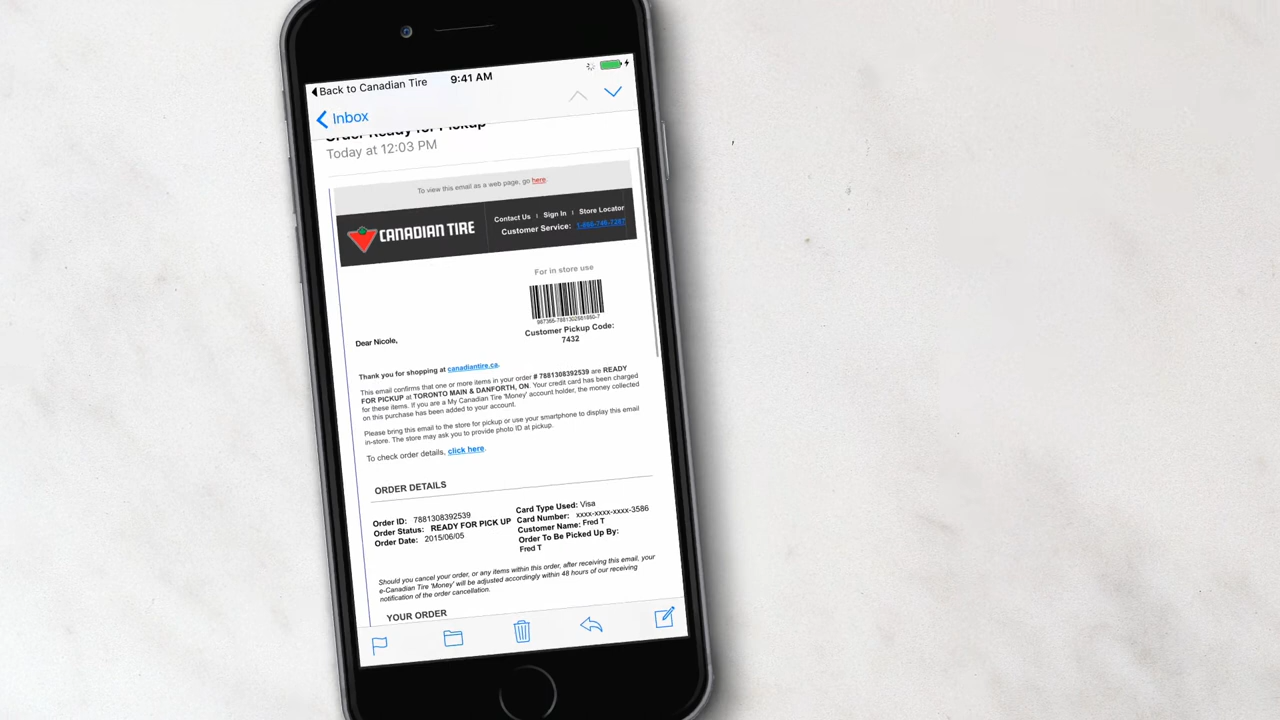 Back to Canadian Tire 9:41 AM
Inbox
Order Ready for Pickup
Today at 12:03 PM
To view this email as a web page, go here.
CANADIAN TIRE
Contact Us | Sign In | Store Locator
Customer Service:
For in store use
Customer Pickup Code:
7432
Dear Nicole,
Thank you for shopping at canadiantire.ca.
This email confirms that one or more items in your order # 7881308392539 are READY
FOR PICKUP at TORONTO MAIN & DANFORTH, ON. Your credit card has been charged
for these items. If you are a My Canadian Tire 'Money' account holder, the money collected
on this purchase has been added to your account.
Please bring this email to the store for pickup or use your smartphone to display this email
in-store. The store may ask you to provide photo ID at pickup.
To check order details, click here.
ORDER DETAILS
Order ID: 7881308392539
Order Status: READY FOR PICK UP
Order Date: 2015/06/05
Card Type Used: Visa
Card Number: xxxx-xxxx-xxxx-3586
Customer Name: Fred T
Order To Be Picked Up By:
Fred T
Should you cancel your order, or any items within this order, after receiving this email, your
e-Canadian Tire 'Money' will be adjusted accordingly within 48 hours of our receiving
notification of the order cancellation.
YOUR ORDER